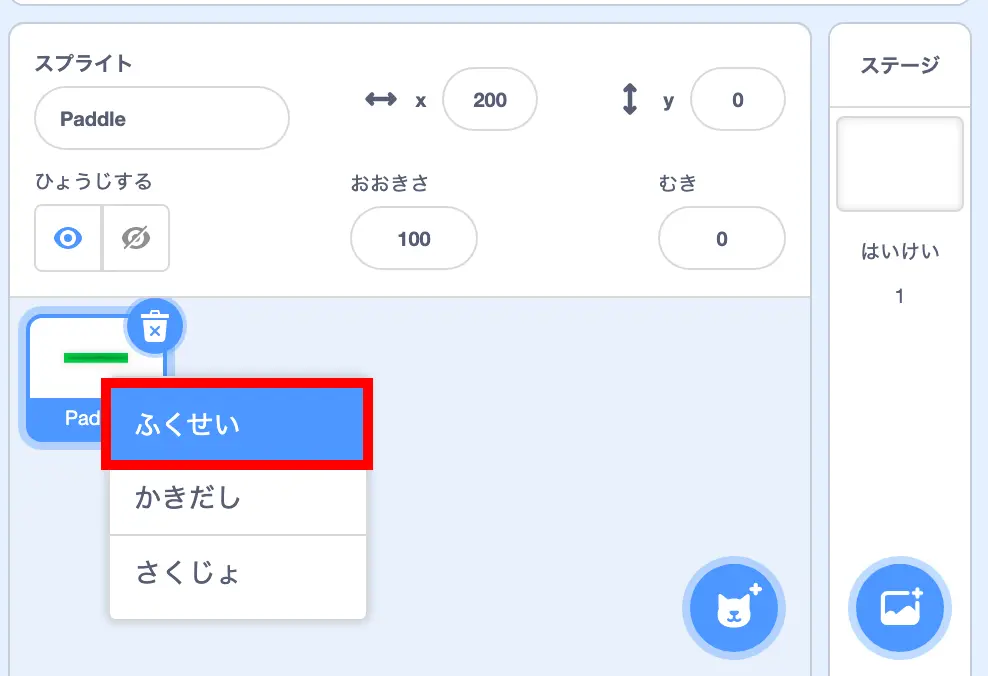 スプライト
Paddle
x
200
y
0
ひょうじする
おおきさ
100
むき
0
Pad
ふくせい
かきだし
さくじょ
ステージ
はいけい
1